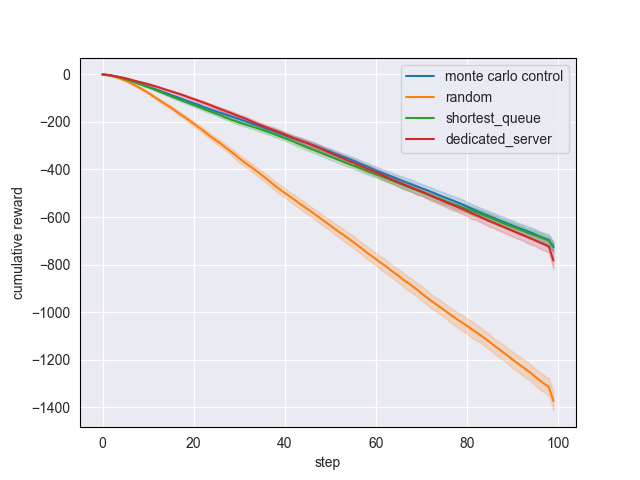 monte carlo control
random
shortest_queue
dedicated_server
0
−200
−400
−600
−800
−1000
−1200
−1400
cumulative reward
0 20 40 60 80 100
step